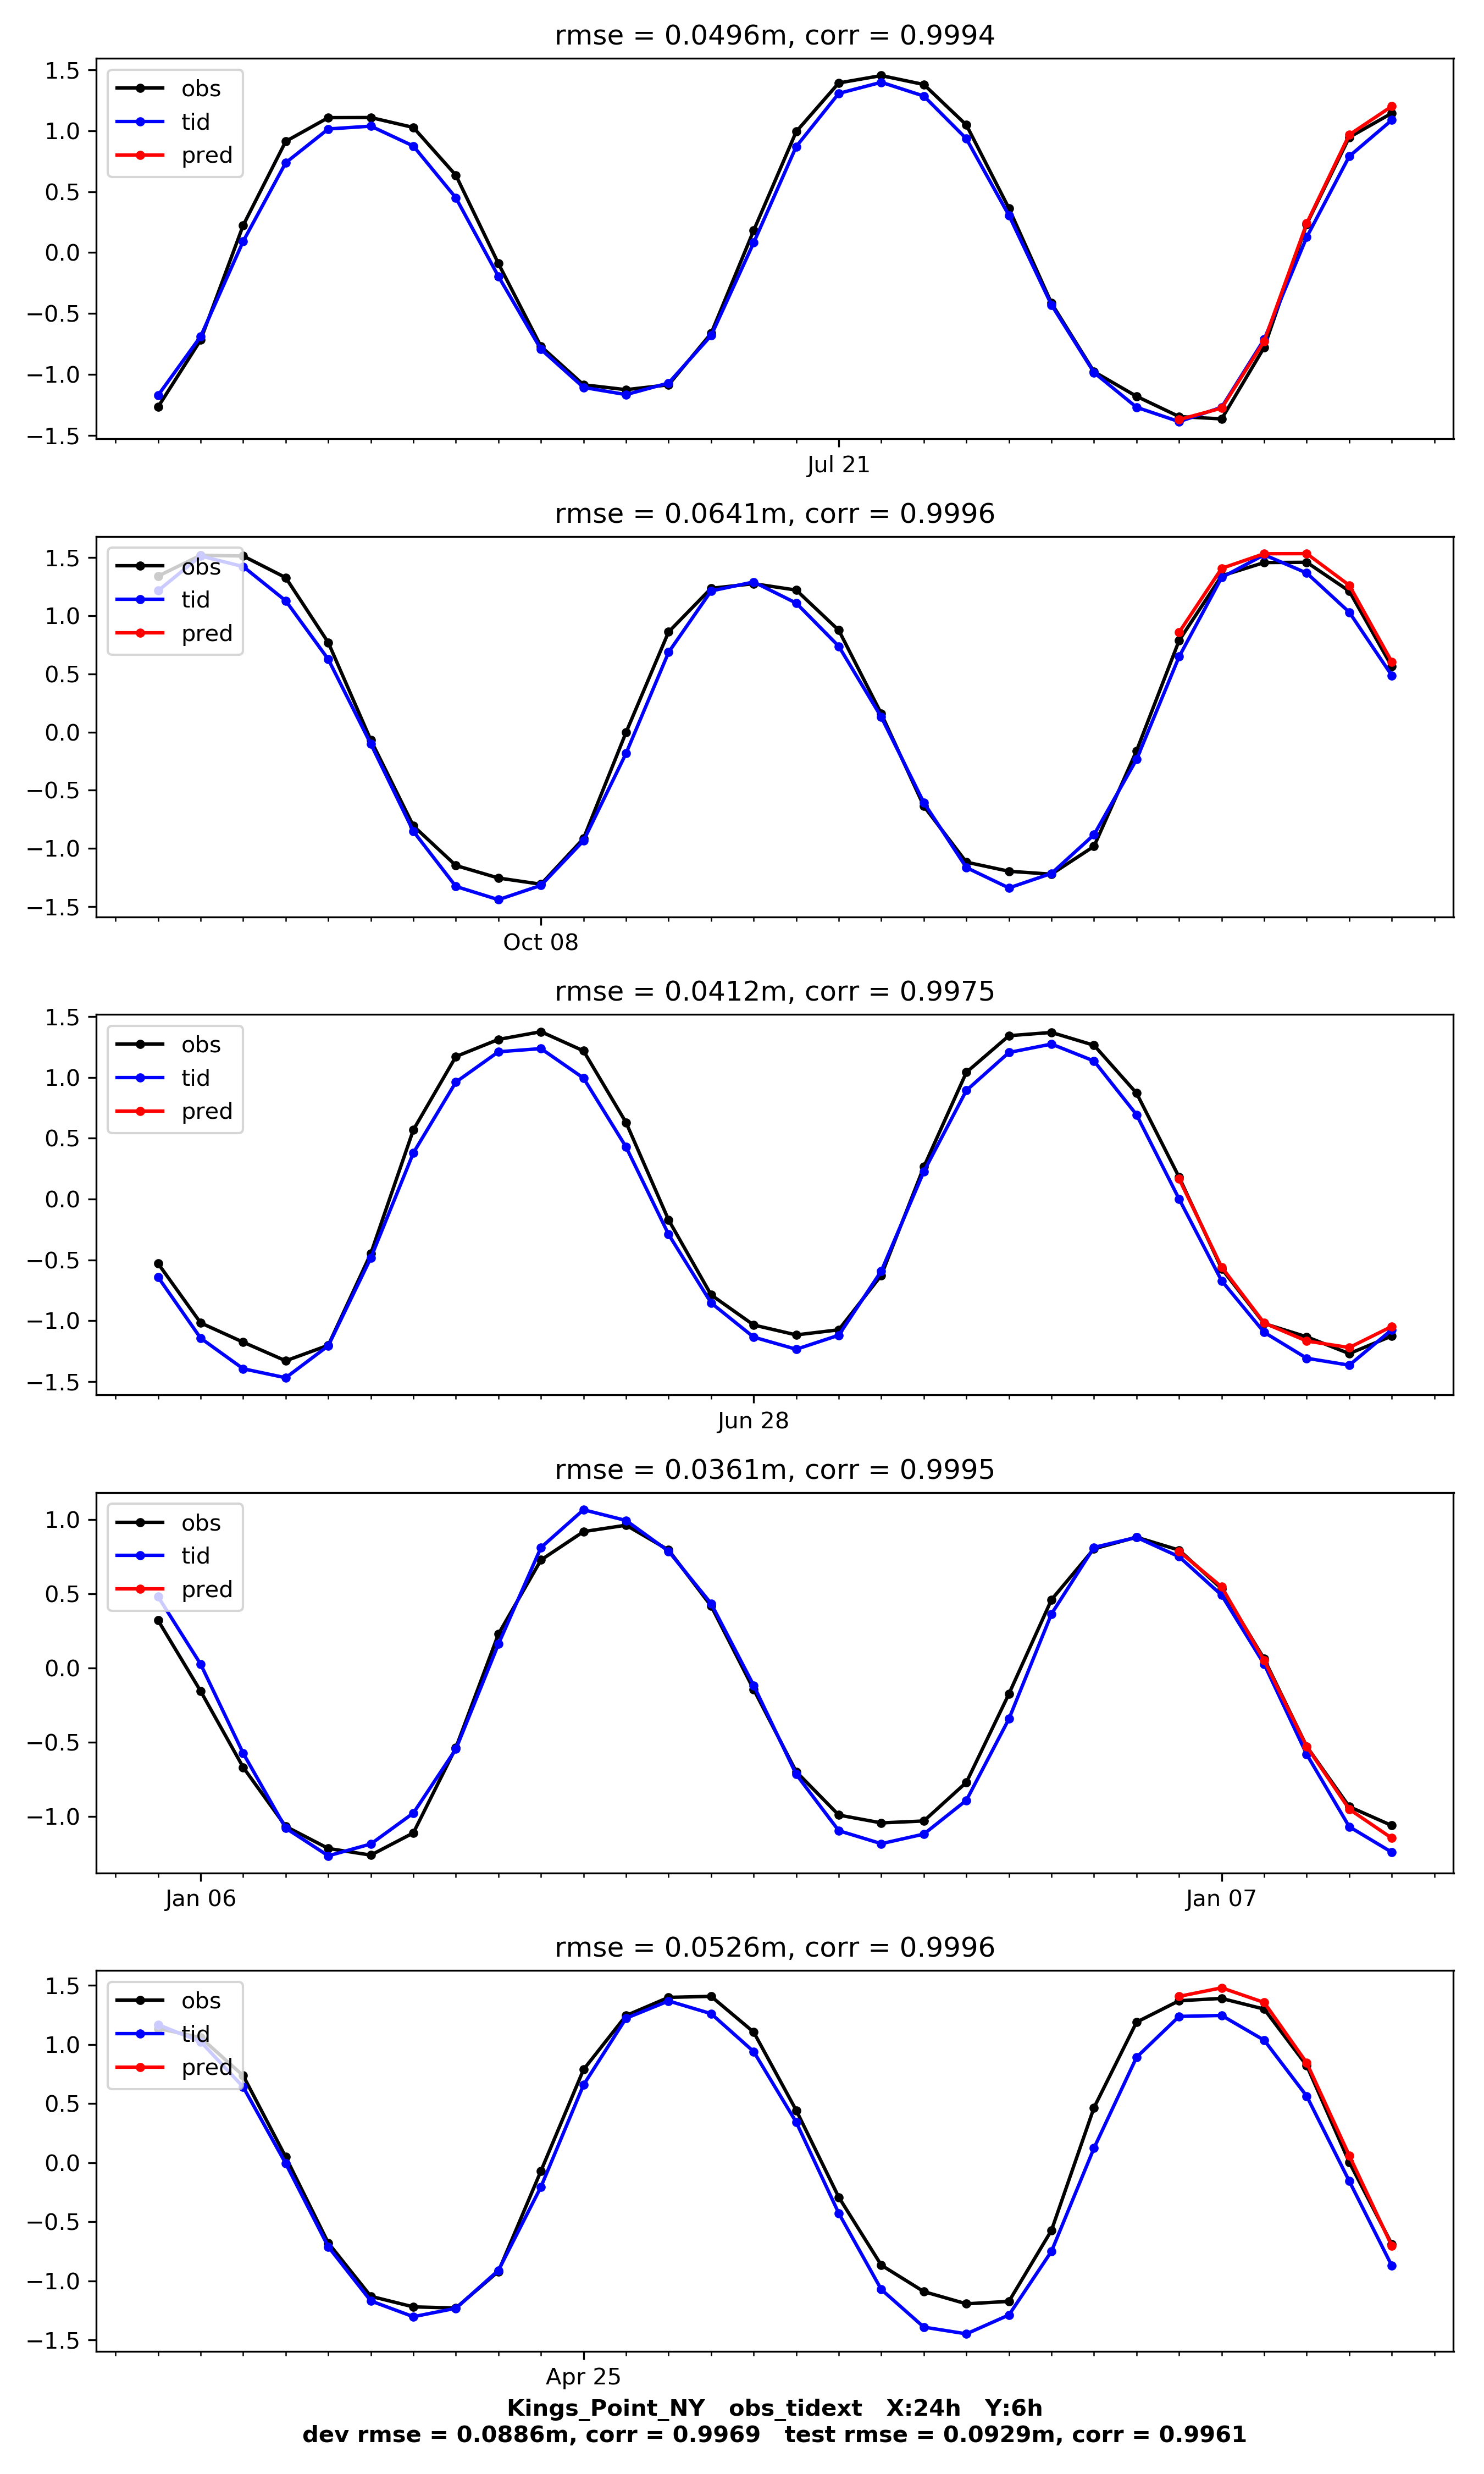 rmse = 0.0496m, corr = 0.9994
1.5
1.0
0.5
0.0
−0.5
−1.0
−1.5
obs
tid
pred
Jul 21
rmse = 0.0641m, corr = 0.9996
1.5
1.0
0.5
0.0
−0.5
−1.0
−1.5
obs
tid
pred
Oct 08
rmse = 0.0412m, corr = 0.9975
1.5
1.0
0.5
0.0
−0.5
−1.0
−1.5
obs
tid
pred
Jun 28
rmse = 0.0361m, corr = 0.9995
1.0
0.5
0.0
−0.5
−1.0
obs
tid
pred
Jan 06 Jan 07
rmse = 0.0526m, corr = 0.9996
1.5
1.0
0.5
0.0
−0.5
−1.0
−1.5
obs
tid
pred
Apr 25
Kings_Point_NY obs_tidext X:24h Y:6h
dev rmse = 0.0886m, corr = 0.9969 test rmse = 0.0929m, corr = 0.9961